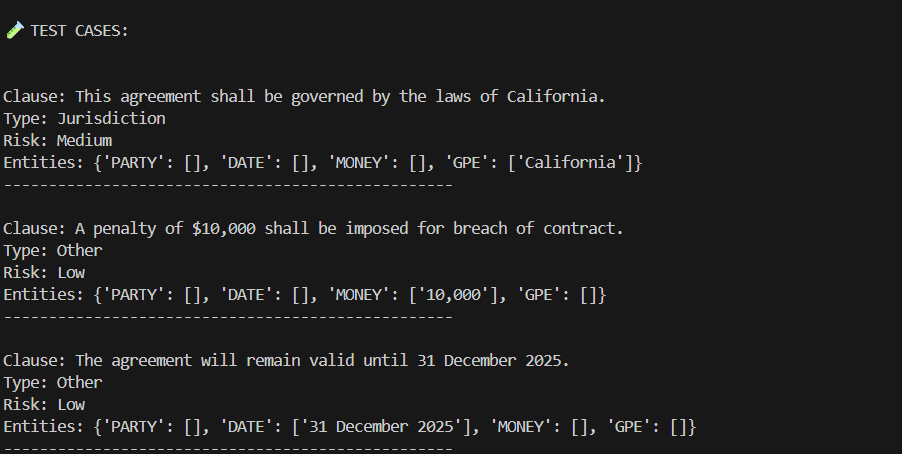 🧪 TEST CASES:
Clause: This agreement shall be governed by the laws of California.
Type: Jurisdiction
Risk: Medium
Entities: {'PARTY': [], 'DATE': [], 'MONEY': [], 'GPE': ['California']}
--------------------------------------------------
Clause: A penalty of $10,000 shall be imposed for breach of contract.
Type: Other
Risk: Low
Entities: {'PARTY': [], 'DATE': [], 'MONEY': ['10,000'], 'GPE': []}
--------------------------------------------------
Clause: The agreement will remain valid until 31 December 2025.
Type: Other
Risk: Low
Entities: {'PARTY': [], 'DATE': ['31 December 2025'], 'MONEY': [], 'GPE': []}
--------------------------------------------------